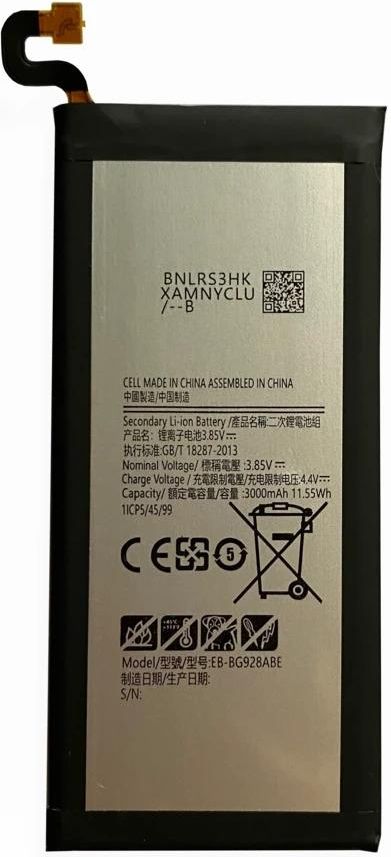 BNLRS3HK
XAMNYCLU
/--B
CELL MADE IN CHINA ASSEMBLED IN CHINA
中國製造/中国制造
Secondary Li-ion Battery /產品名稱:二次鋰電池組
产品名：锂离子电池3.85V⎓
执行标准:GB/T 18287-2013
Nominal Voltage/ 標稱電壓 :3.85V⎓
Charge Voltage / 充電限制電壓/充电限制电压:4.4V⎓
Capacity/ 額定電容量/容量 :3000mAh 11.55Wh
1ICP5/45/99
CE 5
Model/型號/型号:EB-BG928ABE
制造日期/生产日期:
S/N: